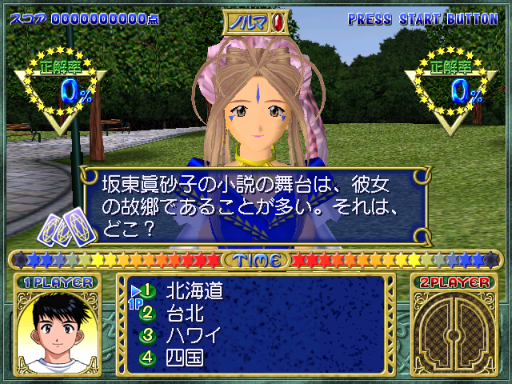 スコア 0000000000点
ノルマ
PRESS START BUTTON
正解率
0%
正解率
0%
坂東眞砂子の小説の舞台は、彼女
の故郷であることが多い。それは、
どこ?
TIME
1PLAYER
2PLAYER
1P
1 北海道
2 台北
3 ハワイ
4 四国